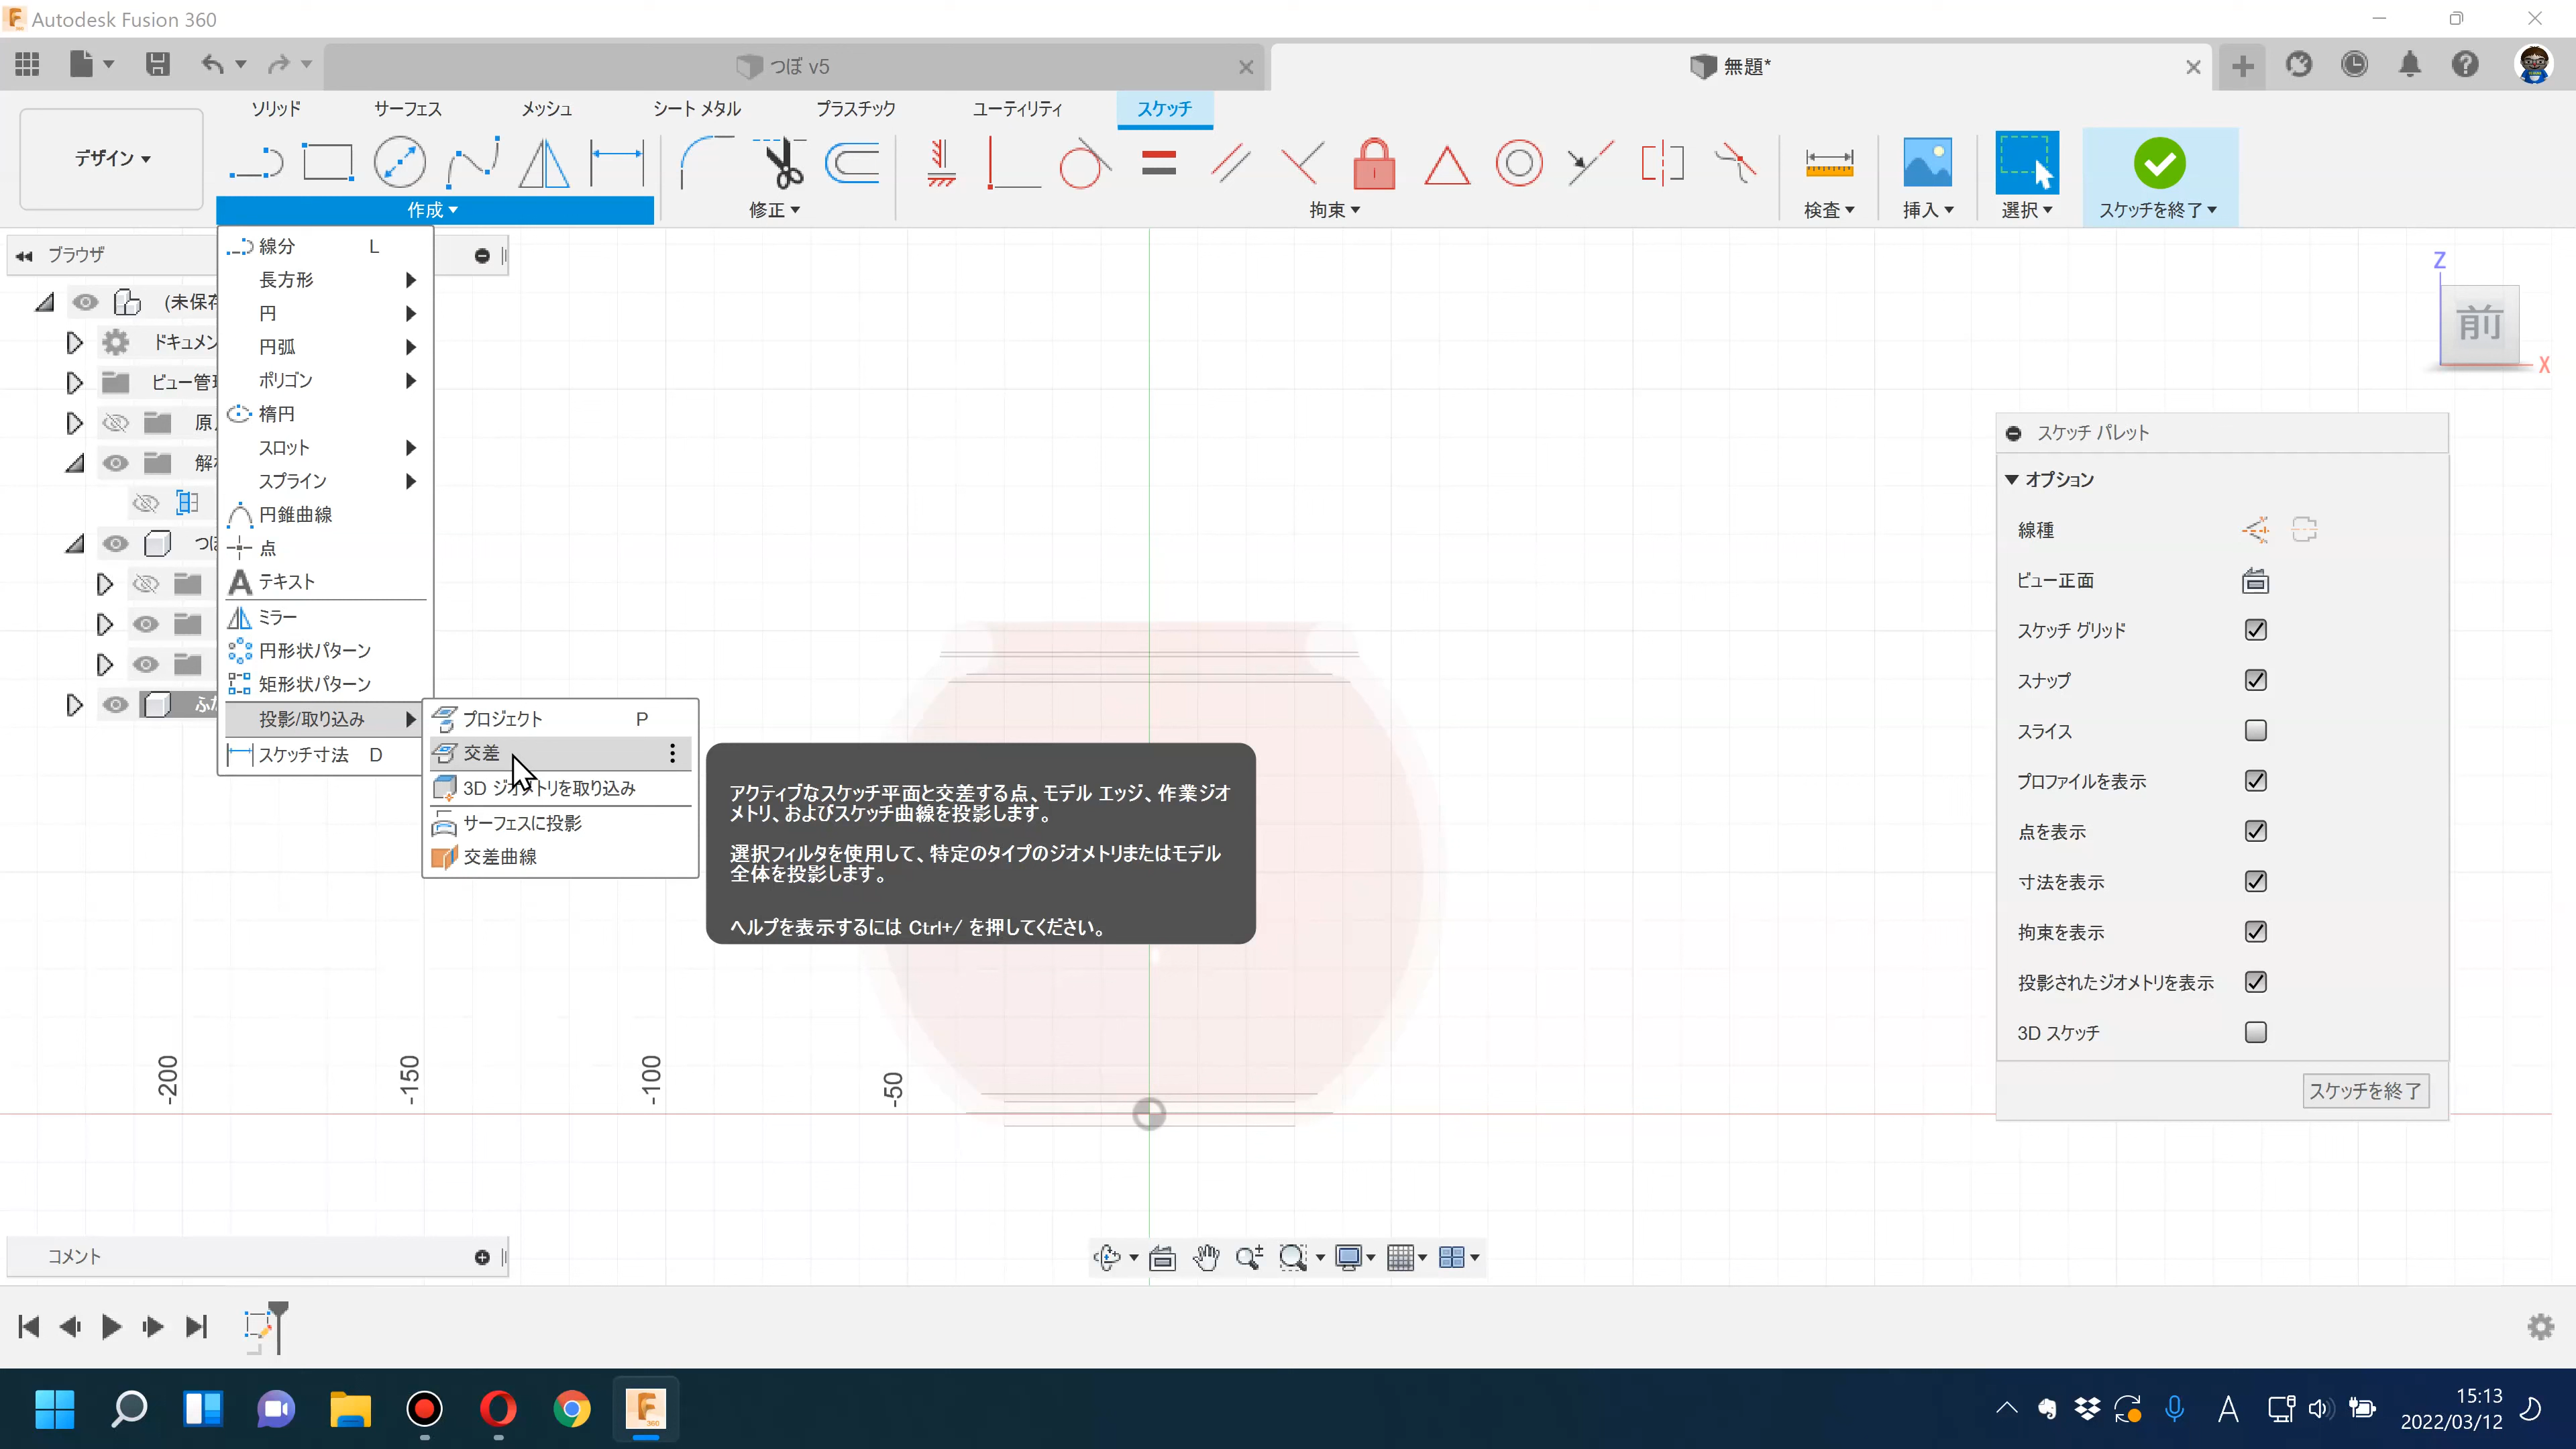 Autodesk Fusion 360
つぼ v5
無題*
ソリッド
サーフェス
メッシュ
シート メタル
プラスチック
ユーティリティ
スケッチ
デザイン
作成
修正
拘束
検査
挿入
選択
スケッチを終了
ブラウザ
(未保存
ドキュメン
ビュー管理
原
解
つぼ
ふた
線分 L
長方形
円
円弧
ポリゴン
楕円
スロット
スプライン
円錐曲線
点
テキスト
ミラー
円形状パターン
矩形状パターン
投影/取り込み
スケッチ寸法 D
プロジェクト P
交差
3D ジオメトリを取り込み
サーフェスに投影
交差曲線
アクティブなスケッチ平面と交差する点、モデル エッジ、作業ジオ
メトリ、およびスケッチ曲線を投影します。
選択フィルタを使用して、特定のタイプのジオメトリまたはモデル
全体を投影します。
ヘルプを表示するには Ctrl+/ を押してください。
Z
前
X
スケッチ パレット
オプション
線種
ビュー正面
スケッチ グリッド
スナップ
スライス
プロファイルを表示
点を表示
寸法を表示
拘束を表示
投影されたジオメトリを表示
3D スケッチ
スケッチを終了
-200
-150
-100
-50
コメント
360
A
15:13
2022/03/12